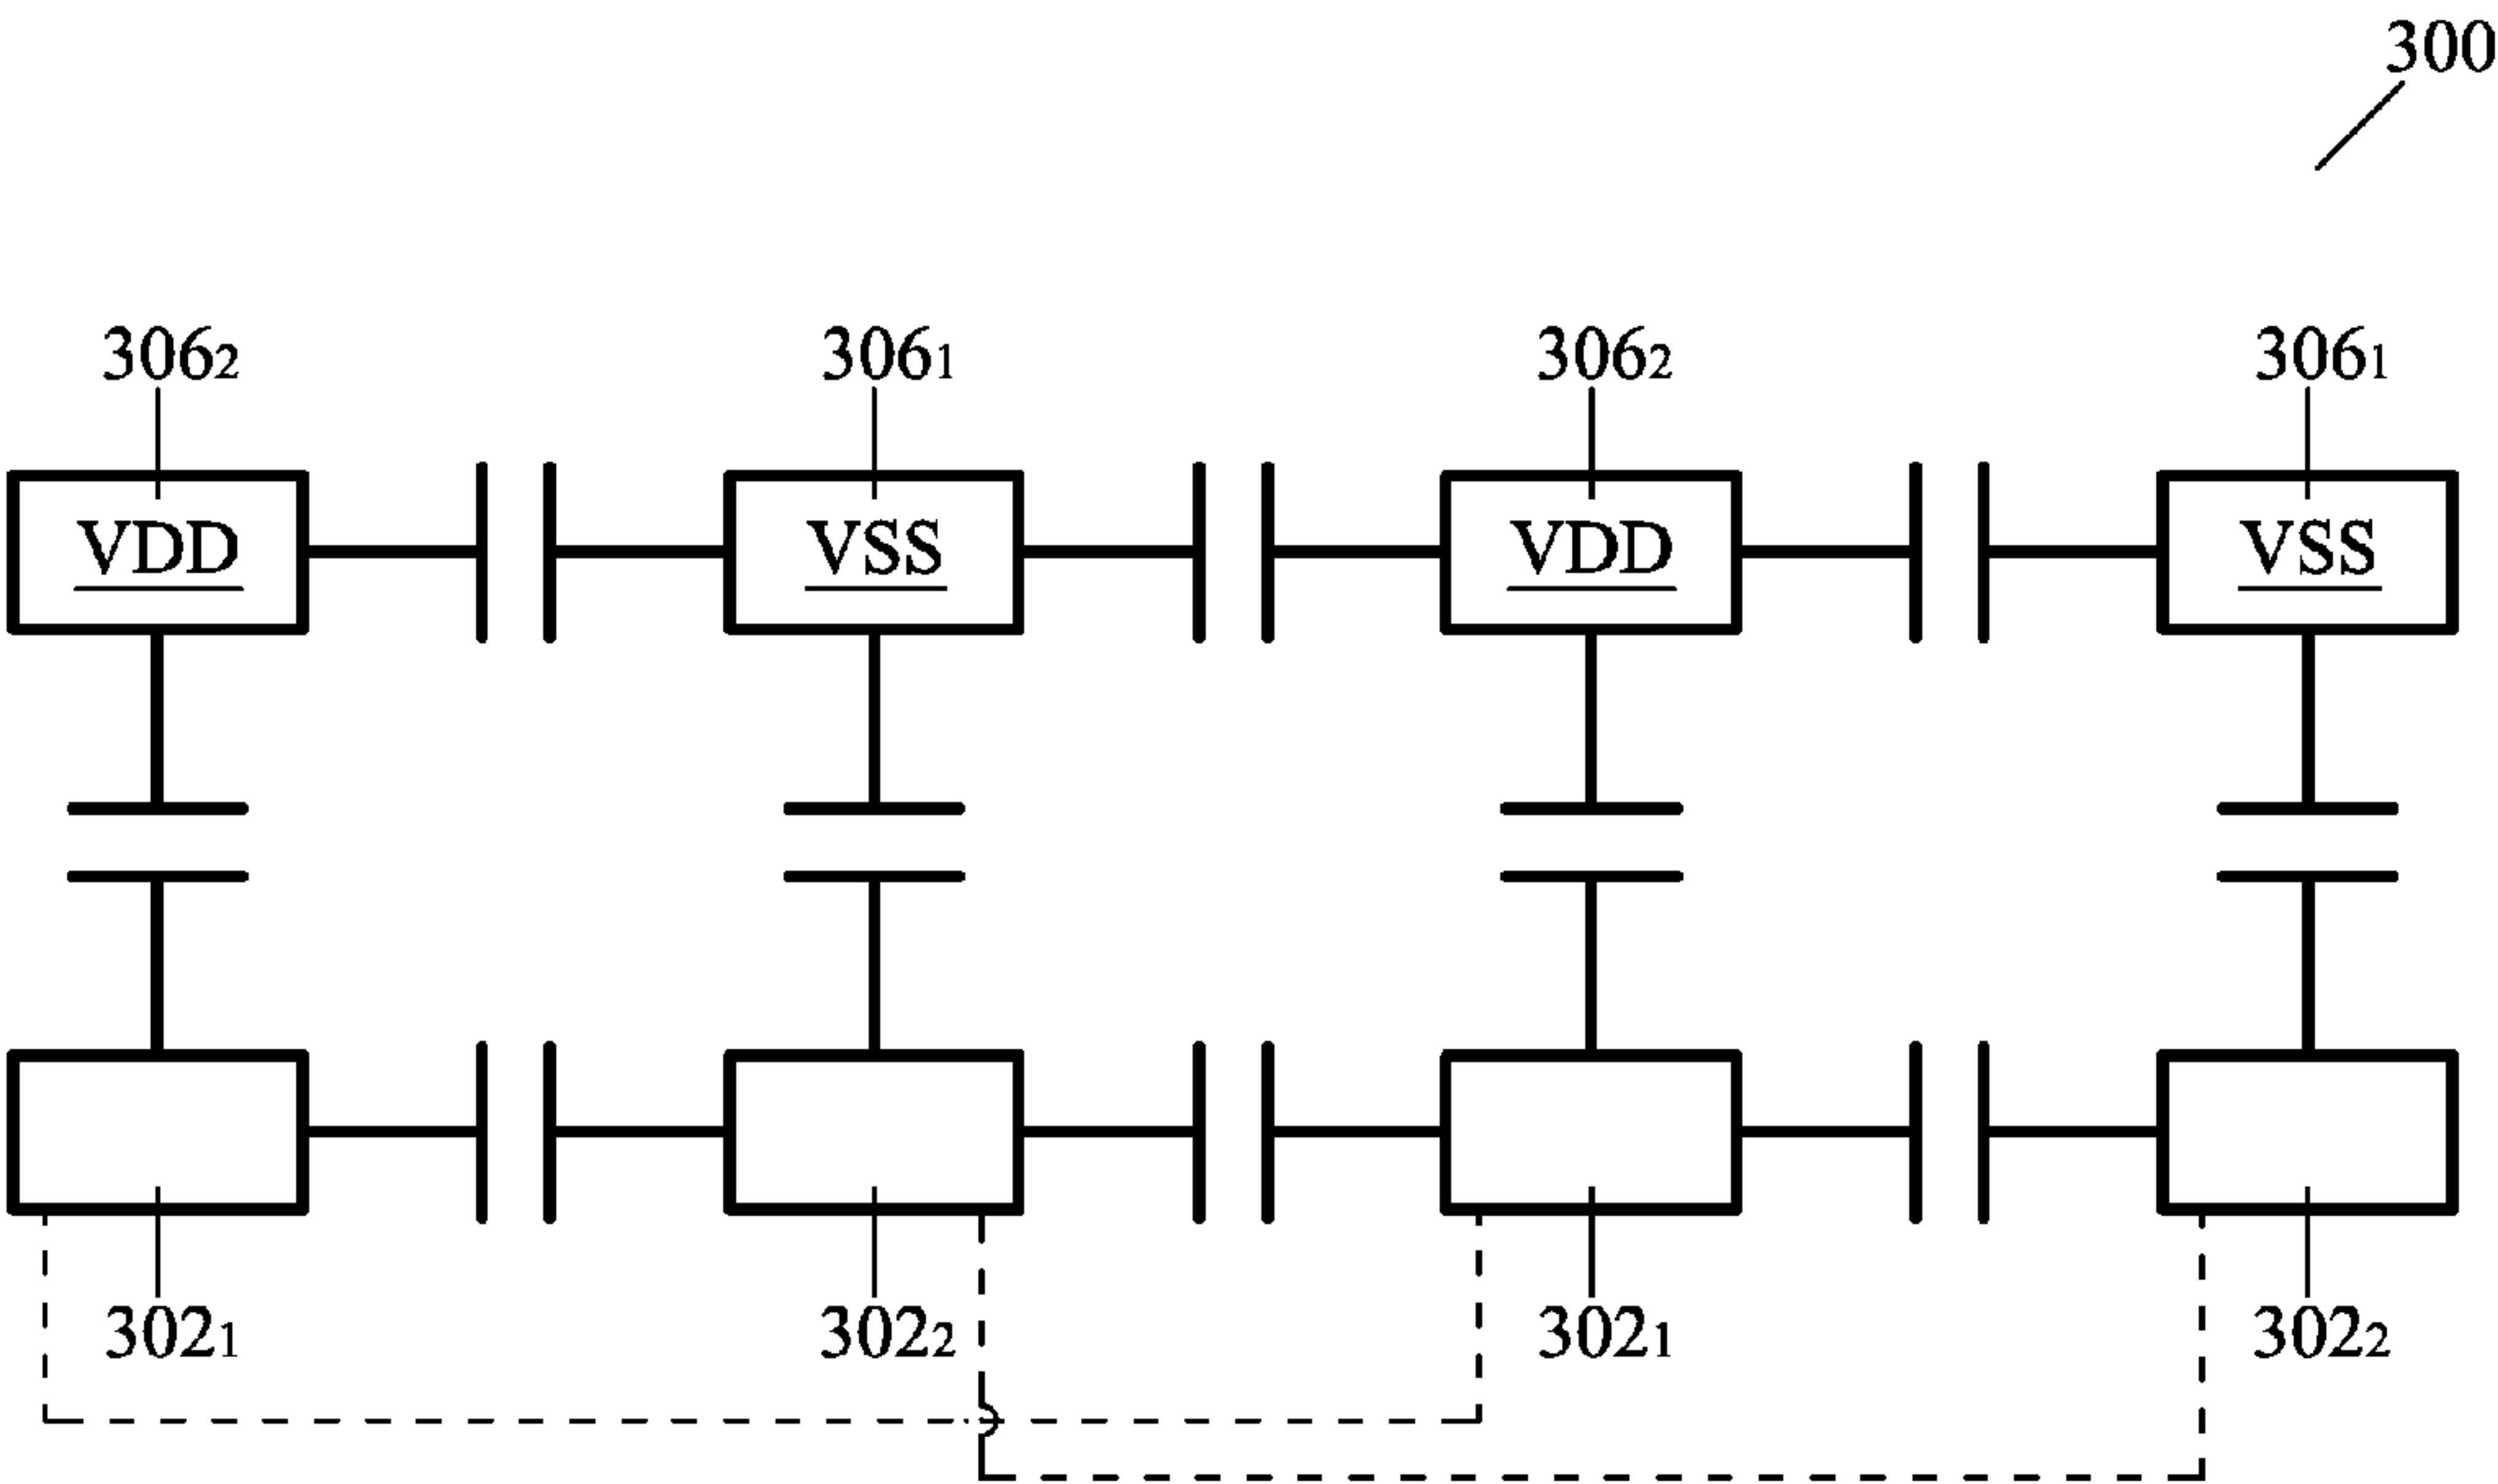 300
306₂ 306₁ 306₂ 306₁
VDD VSS VDD VSS
302₁ 302₂ 302₁ 302₂